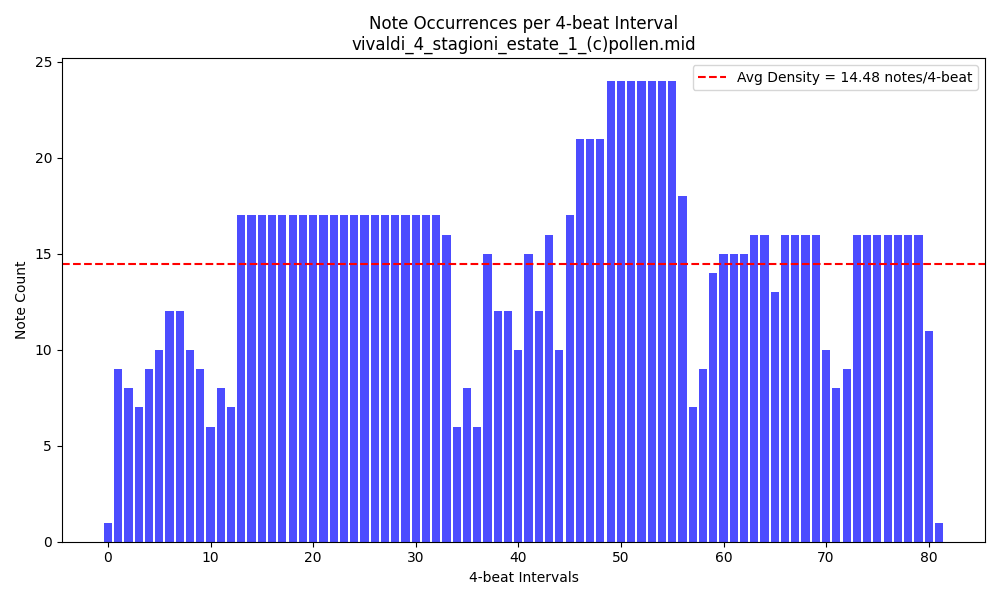 Note Occurrences per 4-beat Interval
vivaldi_4_stagioni_estate_1_(c)pollen.mid
Avg Density = 14.48 notes/4-beat
25
20
15
10
5
0
Note Count
0 10 20 30 40 50 60 70 80
4-beat Intervals